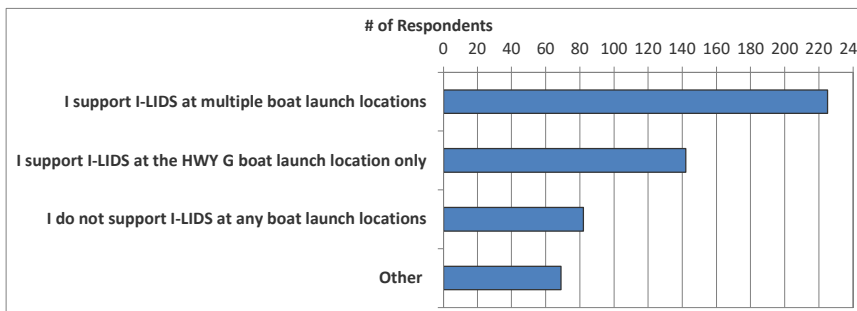 # of Respondents
0 20 40 60 80 100 120 140 160 180 200 220 24
I support I-LIDS at multiple boat launch locations
I support I-LIDS at the HWY G boat launch location only
I do not support I-LIDS at any boat launch locations
Other